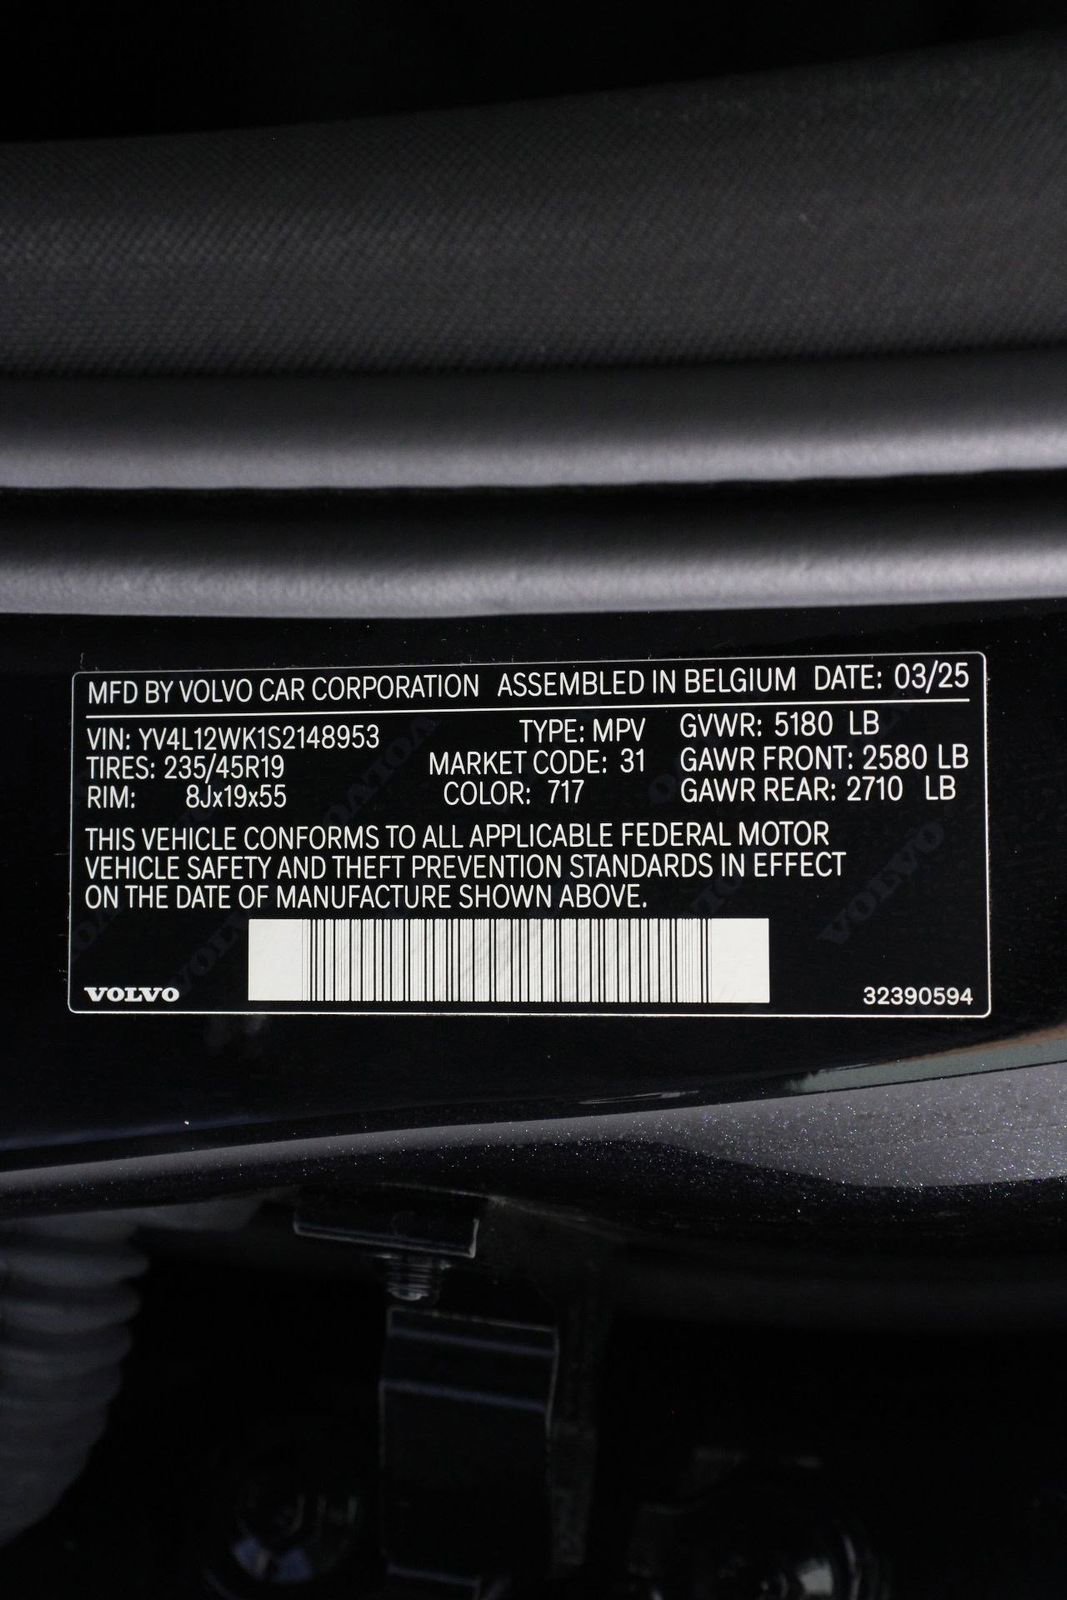 MFD BY VOLVO CAR CORPORATION ASSEMBLED IN BELGIUM DATE: 03/25
VIN: YV4L12WK1S2148953 TYPE: MPV GVWR: 5180 LB
TIRES: 235/45R19 MARKET CODE: 31 GAWR FRONT: 2580 LB
RIM: 8Jx19x55 COLOR: 717 GAWR REAR: 2710 LB
THIS VEHICLE CONFORMS TO ALL APPLICABLE FEDERAL MOTOR
VEHICLE SAFETY AND THEFT PREVENTION STANDARDS IN EFFECT
ON THE DATE OF MANUFACTURE SHOWN ABOVE.
VOLVO 32390594